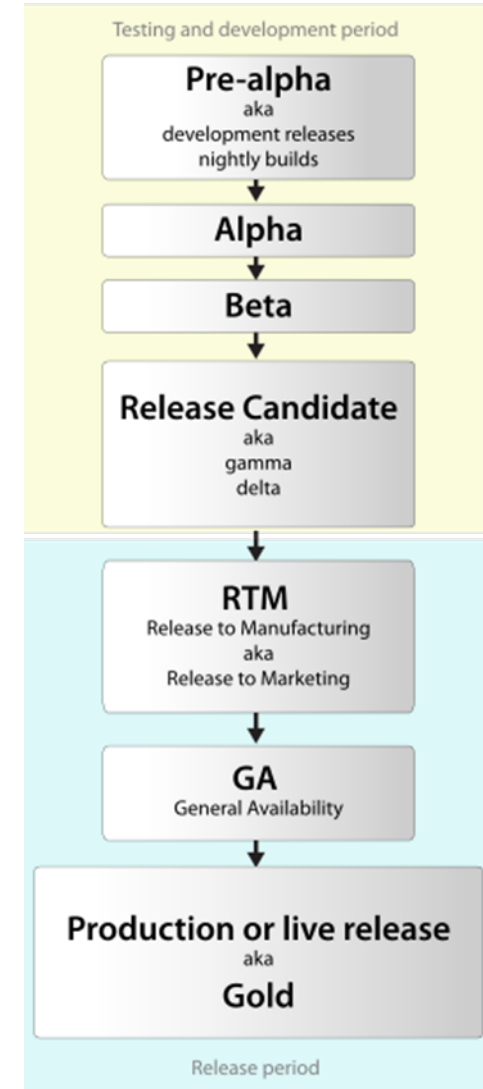 Testing and development period
Pre-alpha
aka
development releases
nightly builds
Alpha
Beta
Release Candidate
aka
gamma
delta
RTM
Release to Manufacturing
aka
Release to Marketing
GA
General Availability
Production or live release
aka
Gold
Release period